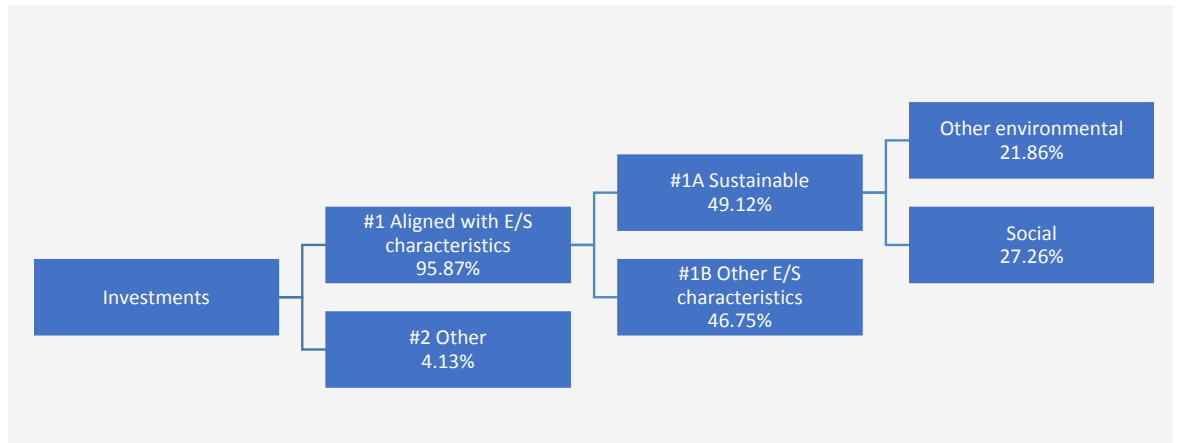 Investments
#1 Aligned with E/S
characteristics
95.87%
#2 Other
4.13%
#1A Sustainable
49.12%
#1B Other E/S
characteristics
46.75%
Other environmental
21.86%
Social
27.26%